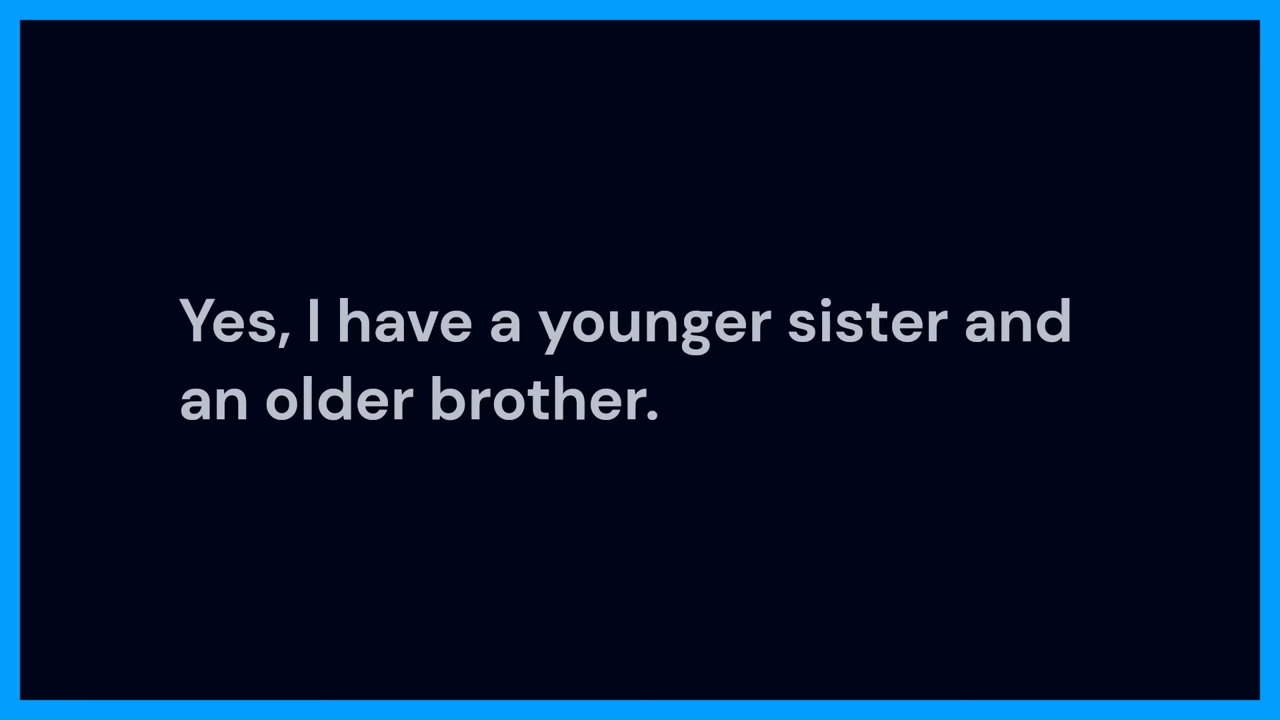 Yes, I have a younger sister and
an older brother.